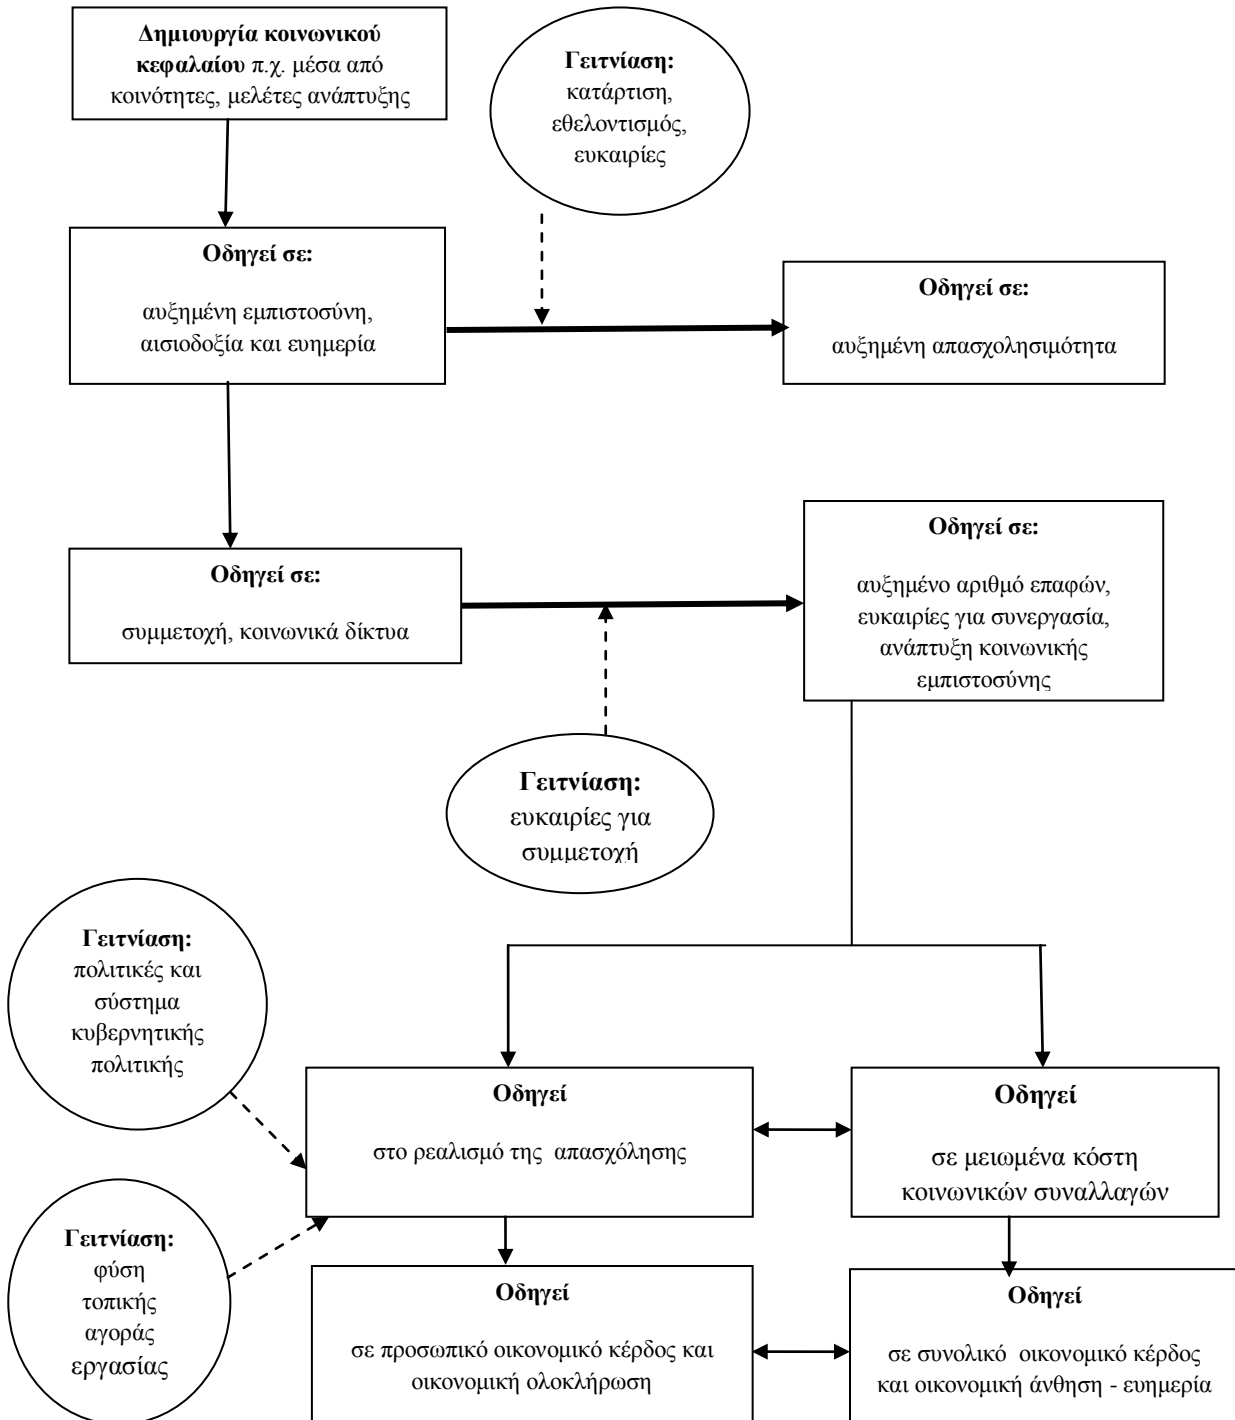 Δημιουργία κοινωνικού
κεφαλαίου π.χ. μέσα από
κοινότητες, μελέτες ανάπτυξης
Γειτνίαση:
κατάρτιση,
εθελοντισμός,
ευκαιρίες
Οδηγεί σε:
αυξημένη εμπιστοσύνη,
αισιοδοξία και ευημερία
Οδηγεί σε:
αυξημένη απασχολησιμότητα
Οδηγεί σε:
συμμετοχή, κοινωνικά δίκτυα
Οδηγεί σε:
αυξημένο αριθμό επαφών,
ευκαιρίες για συνεργασία,
ανάπτυξη κοινωνικής
εμπιστοσύνης
Γειτνίαση:
ευκαιρίες για
συμμετοχή
Γειτνίαση:
πολιτικές και
σύστημα
κυβερνητικής
πολιτικής
Οδηγεί
στο ρεαλισμό της απασχόλησης
Οδηγεί
σε μειωμένα κόστη
κοινωνικών συναλλαγών
Γειτνίαση:
φύση
τοπικής
αγοράς
εργασίας
Οδηγεί
σε προσωπικό οικονομικό κέρδος και
οικονομική ολοκλήρωση
Οδηγεί
σε συνολικό οικονομικό κέρδος
και οικονομική άνθηση - ευημερία